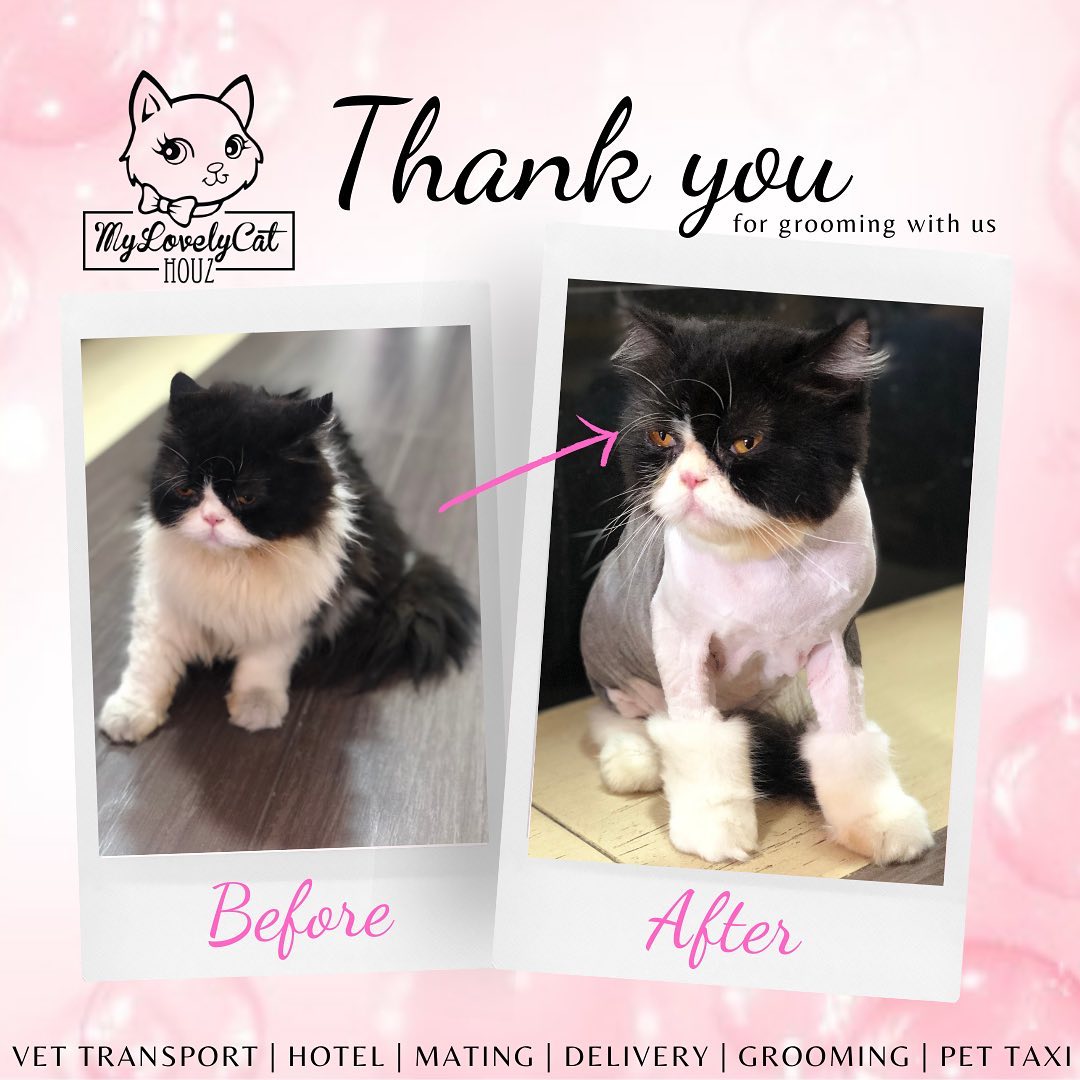 Thank you
for grooming with us
MyLovelyCat
HOUZ
Before
After
VET TRANSPORT | HOTEL | MATING | DELIVERY | GROOMING | PET TAXI